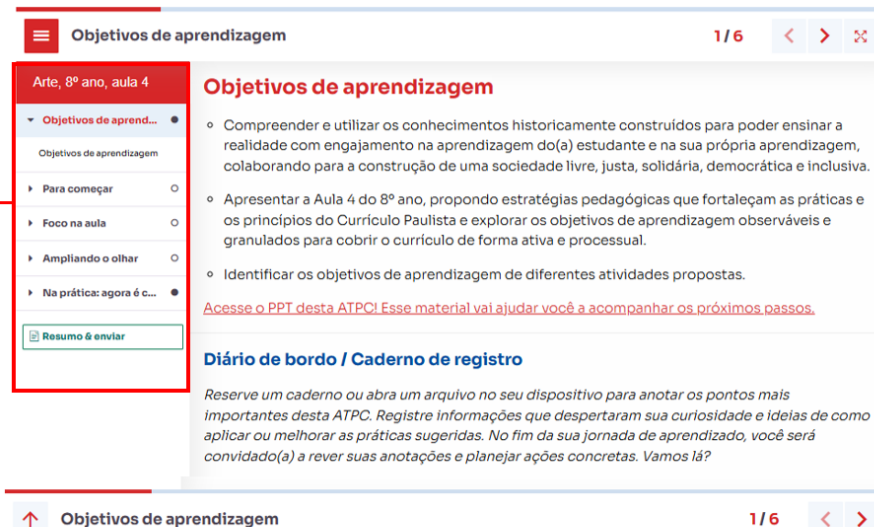 Objetivos de aprendizagem
1 / 6
Arte, 8º ano, aula 4
Objetivos de aprend...
Objetivos de aprendizagem
Para começar
Foco na aula
Ampliando o olhar
Na prática: agora é c...
Resumo & enviar
Objetivos de aprendizagem
Compreender e utilizar os conhecimentos historicamente construídos para poder ensinar a
realidade com engajamento na aprendizagem do(a) estudante e na sua própria aprendizagem,
colaborando para a construção de uma sociedade livre, justa, solidária, democrática e inclusiva.
Apresentar a Aula 4 do 8º ano, propondo estratégias pedagógicas que fortaleçam as práticas e
os princípios do Currículo Paulista e explorar os objetivos de aprendizagem observáveis e
granulados para cobrir o currículo de forma ativa e processual.
Identificar os objetivos de aprendizagem de diferentes atividades propostas.
Acesse o PPT desta ATPC! Esse material vai ajudar você a acompanhar os próximos passos.
Diário de bordo / Caderno de registro
Reserve um caderno ou abra um arquivo no seu dispositivo para anotar os pontos mais
importantes desta ATPC. Registre informações que despertaram sua curiosidade e ideias de como
aplicar ou melhorar as práticas sugeridas. No fim da sua jornada de aprendizado, você será
convidado(a) a rever suas anotações e planejar ações concretas. Vamos lá?
Objetivos de aprendizagem
1 / 6